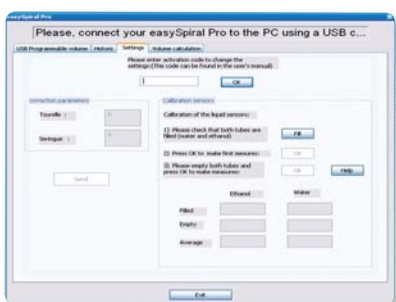 easySpiral Pro
Please, connect your easySpiral Pro to the PC using a USB c...
USB Programmable volume Historic Settings Volume calculation
Please enter activation code to change the
settings:(This code can be found in the user's manual)
OK
Correction parameters
Calibration sensors
Tourelle :
Calibration of the liquid sensors:
Seringue :
1) Please check that both tubes are
filled (water and ethanol)
Fill
2) Press OK to make first mesures:
OK
3) Please empty both tubes and
press OK to make measures:
OK
Help
Send
Ethanol Water
Filled
Empty
Average
Exit